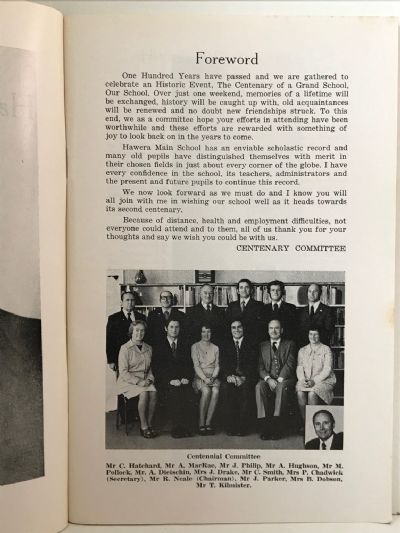 Foreword
One Hundred Years have passed and we are gathered to
celebrate an Historic Event, The Centenary of a Grand School,
Our School. Over just one weekend, memories of a lifetime will
be exchanged, history will be caught up with, old acquaintances
will be renewed and no doubt new friendships struck. To this
end, we as a committee hope your efforts in attending have been
worthwhile and these efforts are rewarded with something of
joy to look back on in the years to come.
Hawera Main School has an enviable scholastic record and
many old pupils have distinguished themselves with merit in
their chosen fields in just about every corner of the globe. I have
every confidence in the school, its teachers, administrators and
the present and future pupils to continue this record.
We now look forward as we must do and I know you will
all join with me in wishing our school well as it heads towards
its second centenary.
Because of distance, health and employment difficulties, not
everyone could attend and to them, all of us thank you for your
thoughts and say we wish you could be with us.
CENTENARY COMMITTEE
Centennial Committee
Mr C. Hatchard, Mr A. MacRae, Mr J. Philip, Mr A. Hughson, Mr M.
Pollock, Mr. A. Dietschin, Mrs J. Drake, Mr C. Smith, Mrs P. Chadwick
(Secretary), Mr R. Neale (Chairman), Mr J. Parker, Mrs B. Dobson,
Mr T. Kilmister.